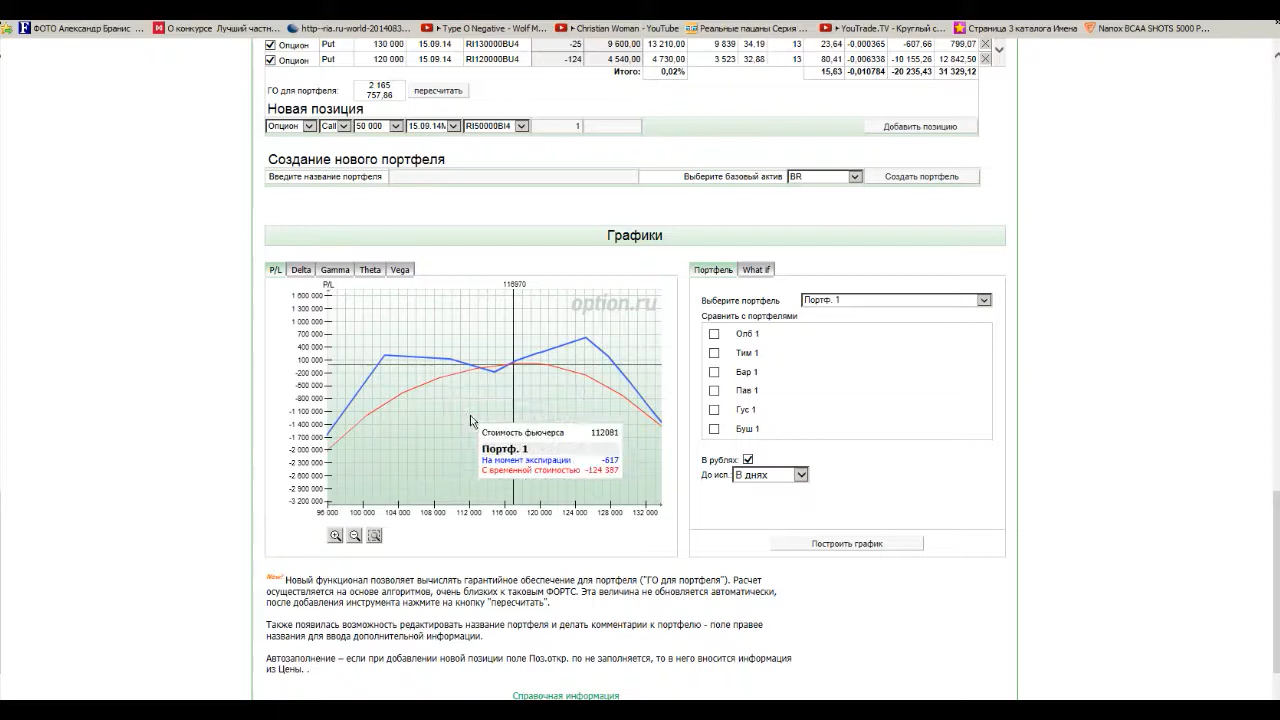 ФОТО Александр Бранис ... О конкурсе Лучший частн... http--ria.ru-world-2014083... Type O Negative - Wolf M... Christian Woman - YouTube Реальные пацаны Серия ... YouTrade.TV - Круглый с... Страница 3 каталога Имена Nanox BCAA SHOTS 5000 P...
Опцион Put 130 000 15.09.14 RI130000BU4 -25 9 600,00 13 210,00 9 839 34,19 13 23,64 -0,000365 -607,66 799,07
Опцион Put 120 000 15.09.14 RI120000BU4 -124 4 540,00 4 730,00 3 523 32,88 13 80,41 -0,006338 -10 155,26 12 842,50
Итого: 0,02% 15,63 -0,010784 -20 235,43 31 329,12
ГО для портфеля: 2 165 757,86 пересчитать
Новая позиция
Опцион Call 50 000 15.09.14М RI50000BI4 1 Добавить позицию
Создание нового портфеля
Введите название портфеля Выберите базовый актив BR Создать портфель
Графики
P/L Delta Gamma Theta Vega
Портфель What if
P/L 116970
option.ru
1 600 000
1 300 000
1 000 000
700 000
400 000
100 000
-200 000
-500 000
-800 000
-1 100 000
-1 400 000
-1 700 000
-2 000 000
-2 300 000
-2 600 000
-2 900 000
-3 200 000
96 000 100 000 104 000 108 000 112 000 116 000 120 000 124 000 128 000 132 000
Стоимость фьючерса 112081
Портф. 1
На момент экспирации -617
С временной стоимостью -124 387
Выберите портфель Портф. 1
Сравнить с портфелями
Олб 1
Тим 1
Бар 1
Пав 1
Гус 1
Буш 1
В рублях:
До исп.: В днях
Построить график
New! Новый функционал позволяет вычислять гарантийное обеспечение для портфеля ("ГО для портфеля"). Расчет
осуществляется на основе алгоритмов, очень близких к таковым ФОРТС. Эта величина не обновляется автоматически,
после добавления инструмента нажмите на кнопку "пересчитать".
Также появилась возможность редактировать название портфеля и делать комментарии к портфелю - поле правее
названия для ввода дополнительной информации.
Автозаполнение – если при добавлении новой позиции поле Поз.откр. по не заполняется, то в него вносится информация
из Цены. .
Справочная информация